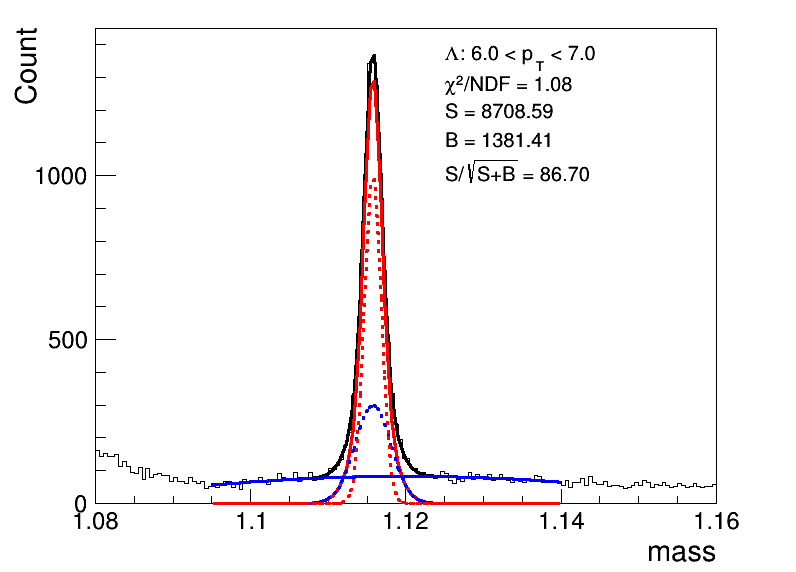 Count
Λ: 6.0 < p_T < 7.0
χ²/NDF = 1.08
S = 8708.59
B = 1381.41
S/√S+B = 86.70
1000
500
0
1.08 1.1 1.12 1.14 1.16
mass